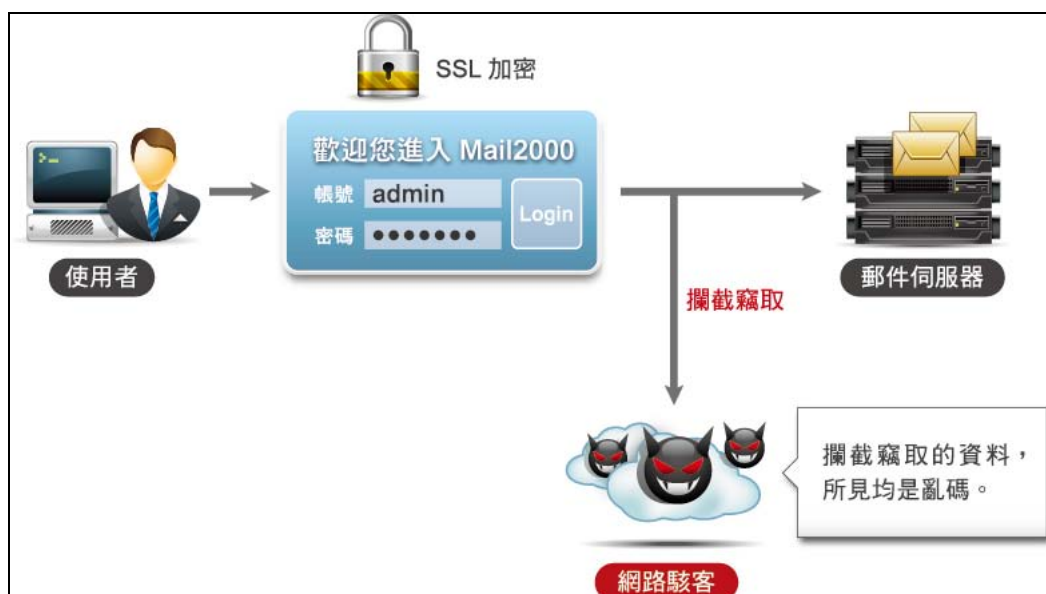 SSL 加密
歡迎您進入 Mail2000
帳號 admin
密碼 ●●●●●●●
Login
使用者
郵件伺服器
攔截竊取
攔截竊取的資料，
所見均是亂碼。
網路駭客